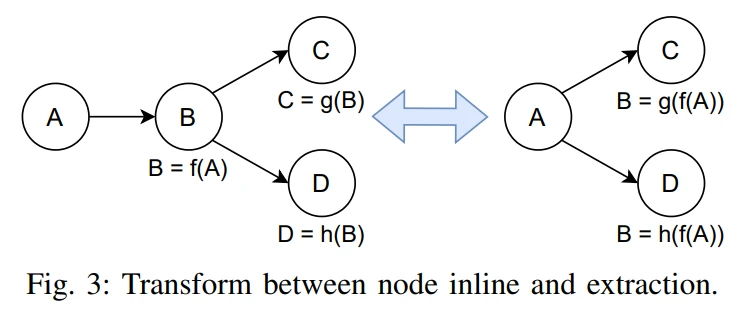 A
B
B = f(A)
C
C = g(B)
D
D = h(B)
A
C
B = g(f(A))
D
B = h(f(A))
Fig. 3: Transform between node inline and extraction.